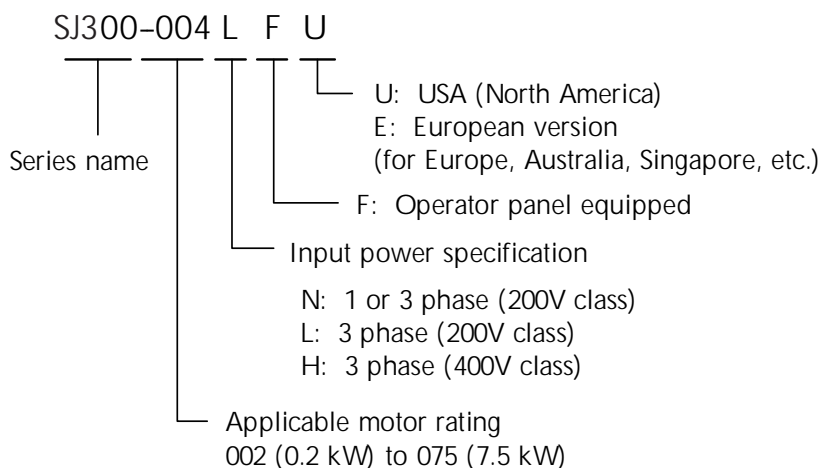 SJ300-004 L F U
U: USA (North America)
E: European version
(for Europe, Australia, Singapore, etc.)
Series name
F: Operator panel equipped
Input power specification
N: 1 or 3 phase (200V class)
L: 3 phase (200V class)
H: 3 phase (400V class)
Applicable motor rating
002 (0.2 kW) to 075 (7.5 kW)